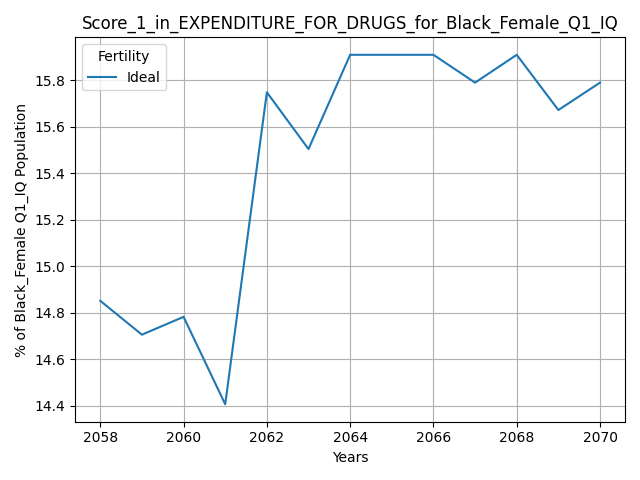 Score_1_in_EXPENDITURE_FOR_DRUGS_for_Black_Female_Q1_IQ
Fertility
Ideal
% of Black_Female Q1_IQ Population
15.8
15.6
15.4
15.2
15.0
14.8
14.6
14.4
2058 2060 2062 2064 2066 2068 2070
Years